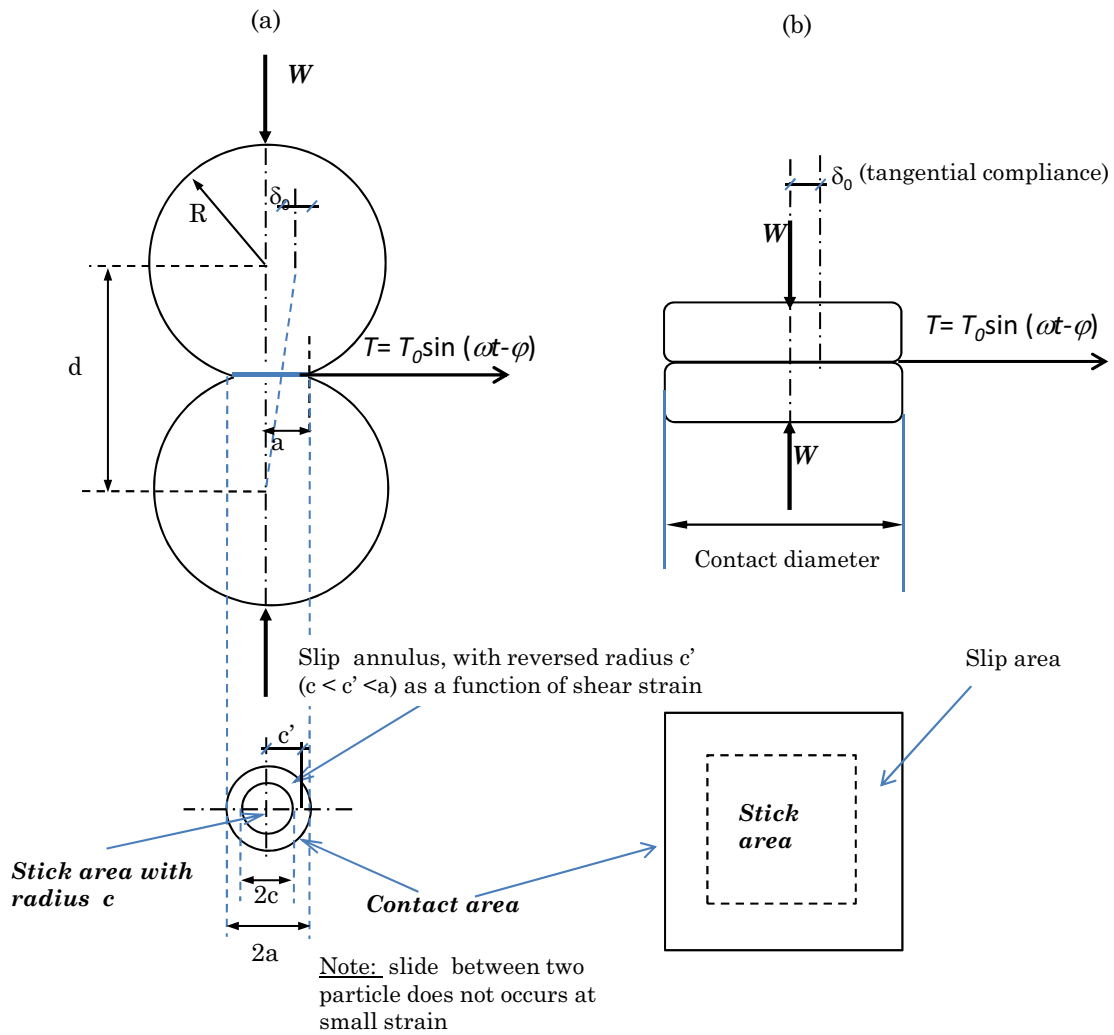 (a)
(b)
W
δ₀
R
d
a
T= T₀sin (ωt-φ)
δ₀ (tangential compliance)
W
T= T₀sin (ωt-φ)
W
Contact diameter
Slip annulus, with reversed radius c’
(c < c’ <a) as a function of shear strain
Slip area
c’
Stick
area
Stick area with
radius c
2c
Contact area
2a
Note: slide between two
particle does not occurs at
small strain